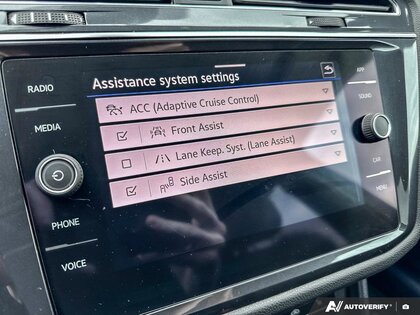 RADIO
MEDIA
PHONE
VOICE
Assistance system settings
ACC (Adaptive Cruise Control)
Front Assist
Lane Keep. Syst. (Lane Assist)
Side Assist
APP
SOUND
CAR
MENU
AUTOVERIFY